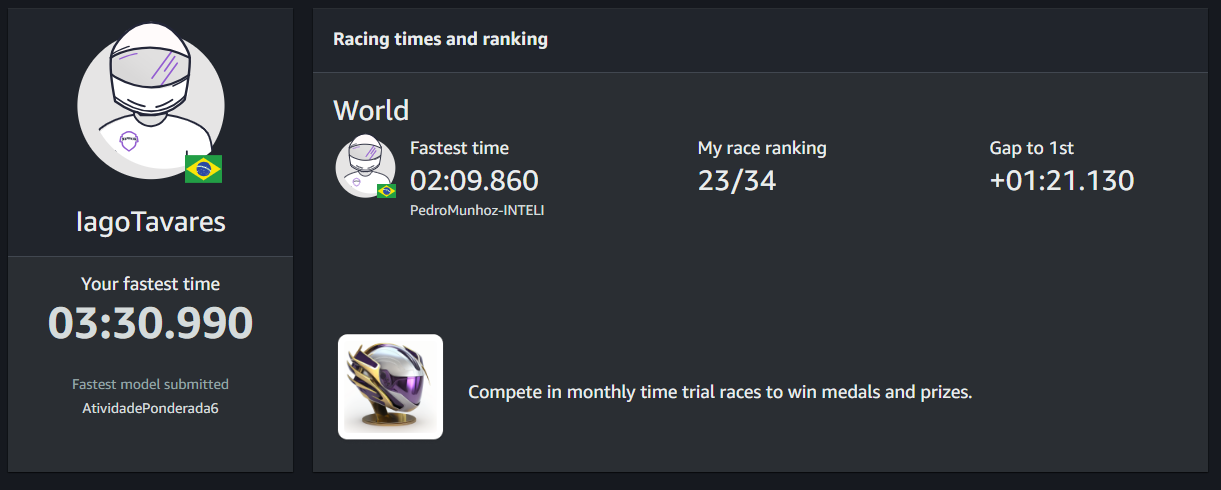 IagoTavares
Your fastest time
03:30.990
Fastest model submitted
AtividadePonderada6
Racing times and ranking
World
Fastest time
02:09.860
PedroMunhoz-INTELI
My race ranking
23/34
Gap to 1st
+01:21.130
Compete in monthly time trial races to win medals and prizes.